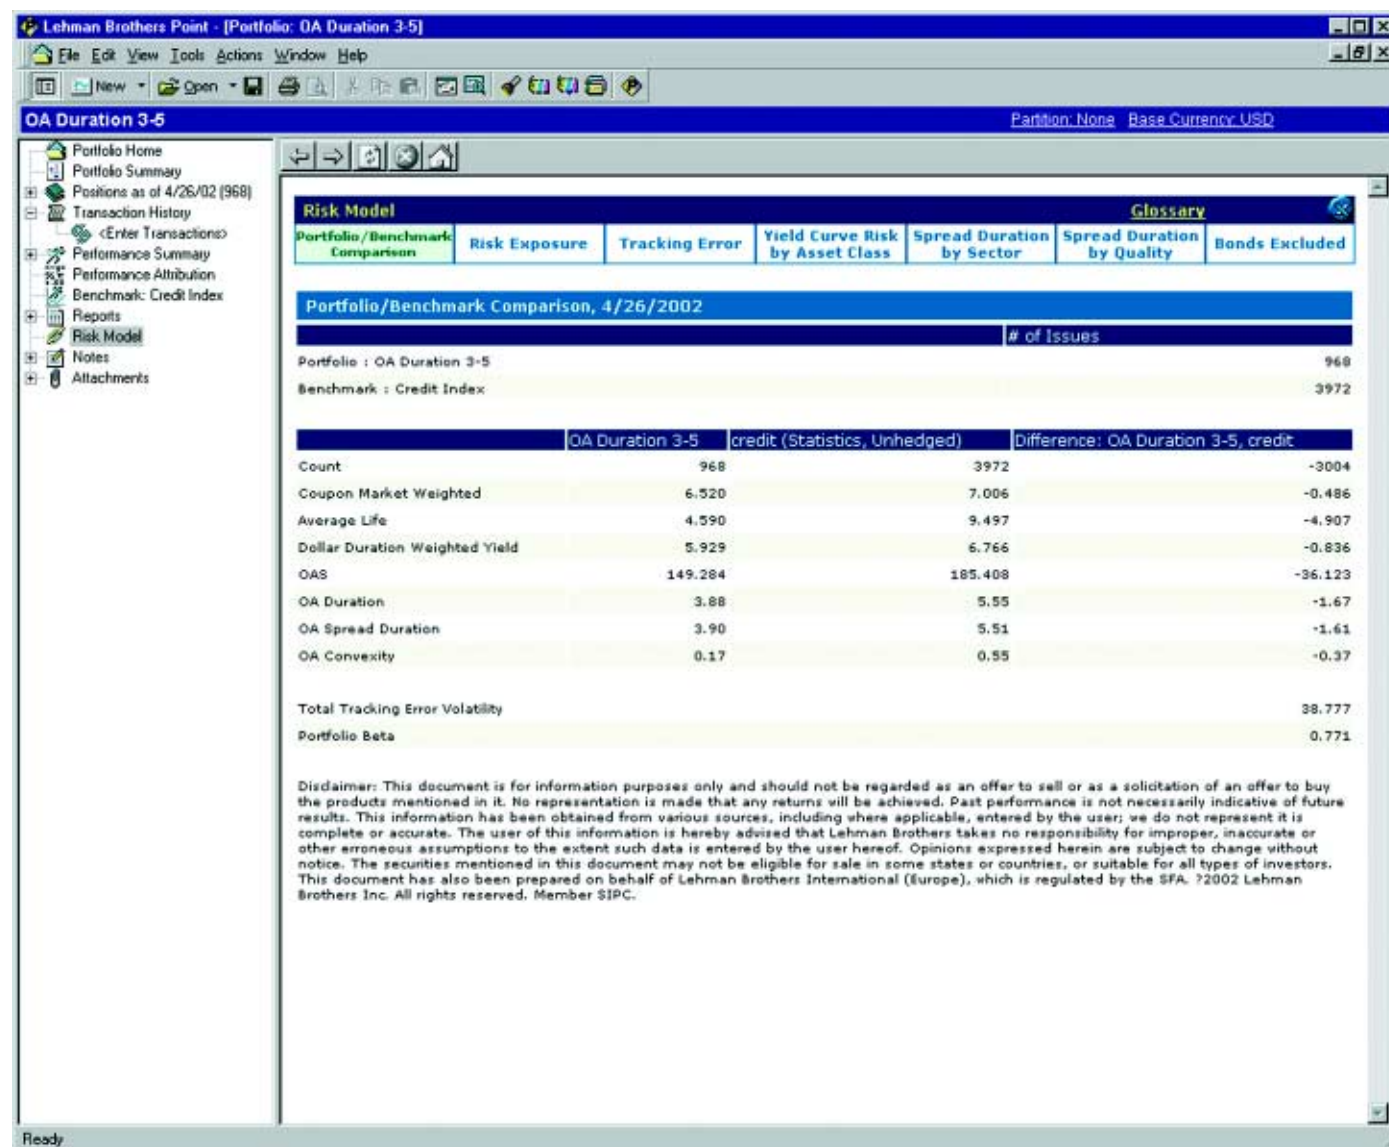 Lehman Brothers Point - [Portfolio: OA Duration 3-5]
File Edit View Tools Actions Window Help
New Open
OA Duration 3-5 Partition: None Base Currency: USD
Portfolio Home
Portfolio Summary
Positions as of 4/26/02 (968)
Transaction History
<Enter Transactions>
Performance Summary
Performance Attribution
Benchmark: Credit Index
Reports
Risk Model
Notes
Attachments
Risk Model Glossary
Portfolio/Benchmark Comparison Risk Exposure Tracking Error Yield Curve Risk by Asset Class Spread Duration by Sector Spread Duration by Quality Bonds Excluded
Portfolio/Benchmark Comparison, 4/26/2002
# of Issues
Portfolio : OA Duration 3-5 968
Benchmark : Credit Index 3972
OA Duration 3-5 credit (Statistics, Unhedged) Difference: OA Duration 3-5, credit
Count 968 3972 -3004
Coupon Market Weighted 6.520 7.006 -0.486
Average Life 4.590 9.497 -4.907
Dollar Duration Weighted Yield 5.929 6.766 -0.836
OAS 149.284 185.408 -36.123
OA Duration 3.88 5.55 -1.67
OA Spread Duration 3.90 5.51 -1.61
OA Convexity 0.17 0.55 -0.37
Total Tracking Error Volatility 38.777
Portfolio Beta 0.771
Disclaimer: This document is for information purposes only and should not be regarded as an offer to sell or as a solicitation of an offer to buy
the products mentioned in it. No representation is made that any returns will be achieved. Past performance is not necessarily indicative of future
results. This information has been obtained from various sources, including where applicable, entered by the user; we do not represent it is
complete or accurate. The user of this information is hereby advised that Lehman Brothers takes no responsibility for improper, inaccurate or
other erroneous assumptions to the extent such data is entered by the user hereof. Opinions expressed herein are subject to change without
notice. The securities mentioned in this document may not be eligible for sale in some states or countries, or suitable for all types of investors.
This document has also been prepared on behalf of Lehman Brothers International (Europe), which is regulated by the SFA. ?2002 Lehman
Brothers Inc. All rights reserved. Member SIPC.
Ready